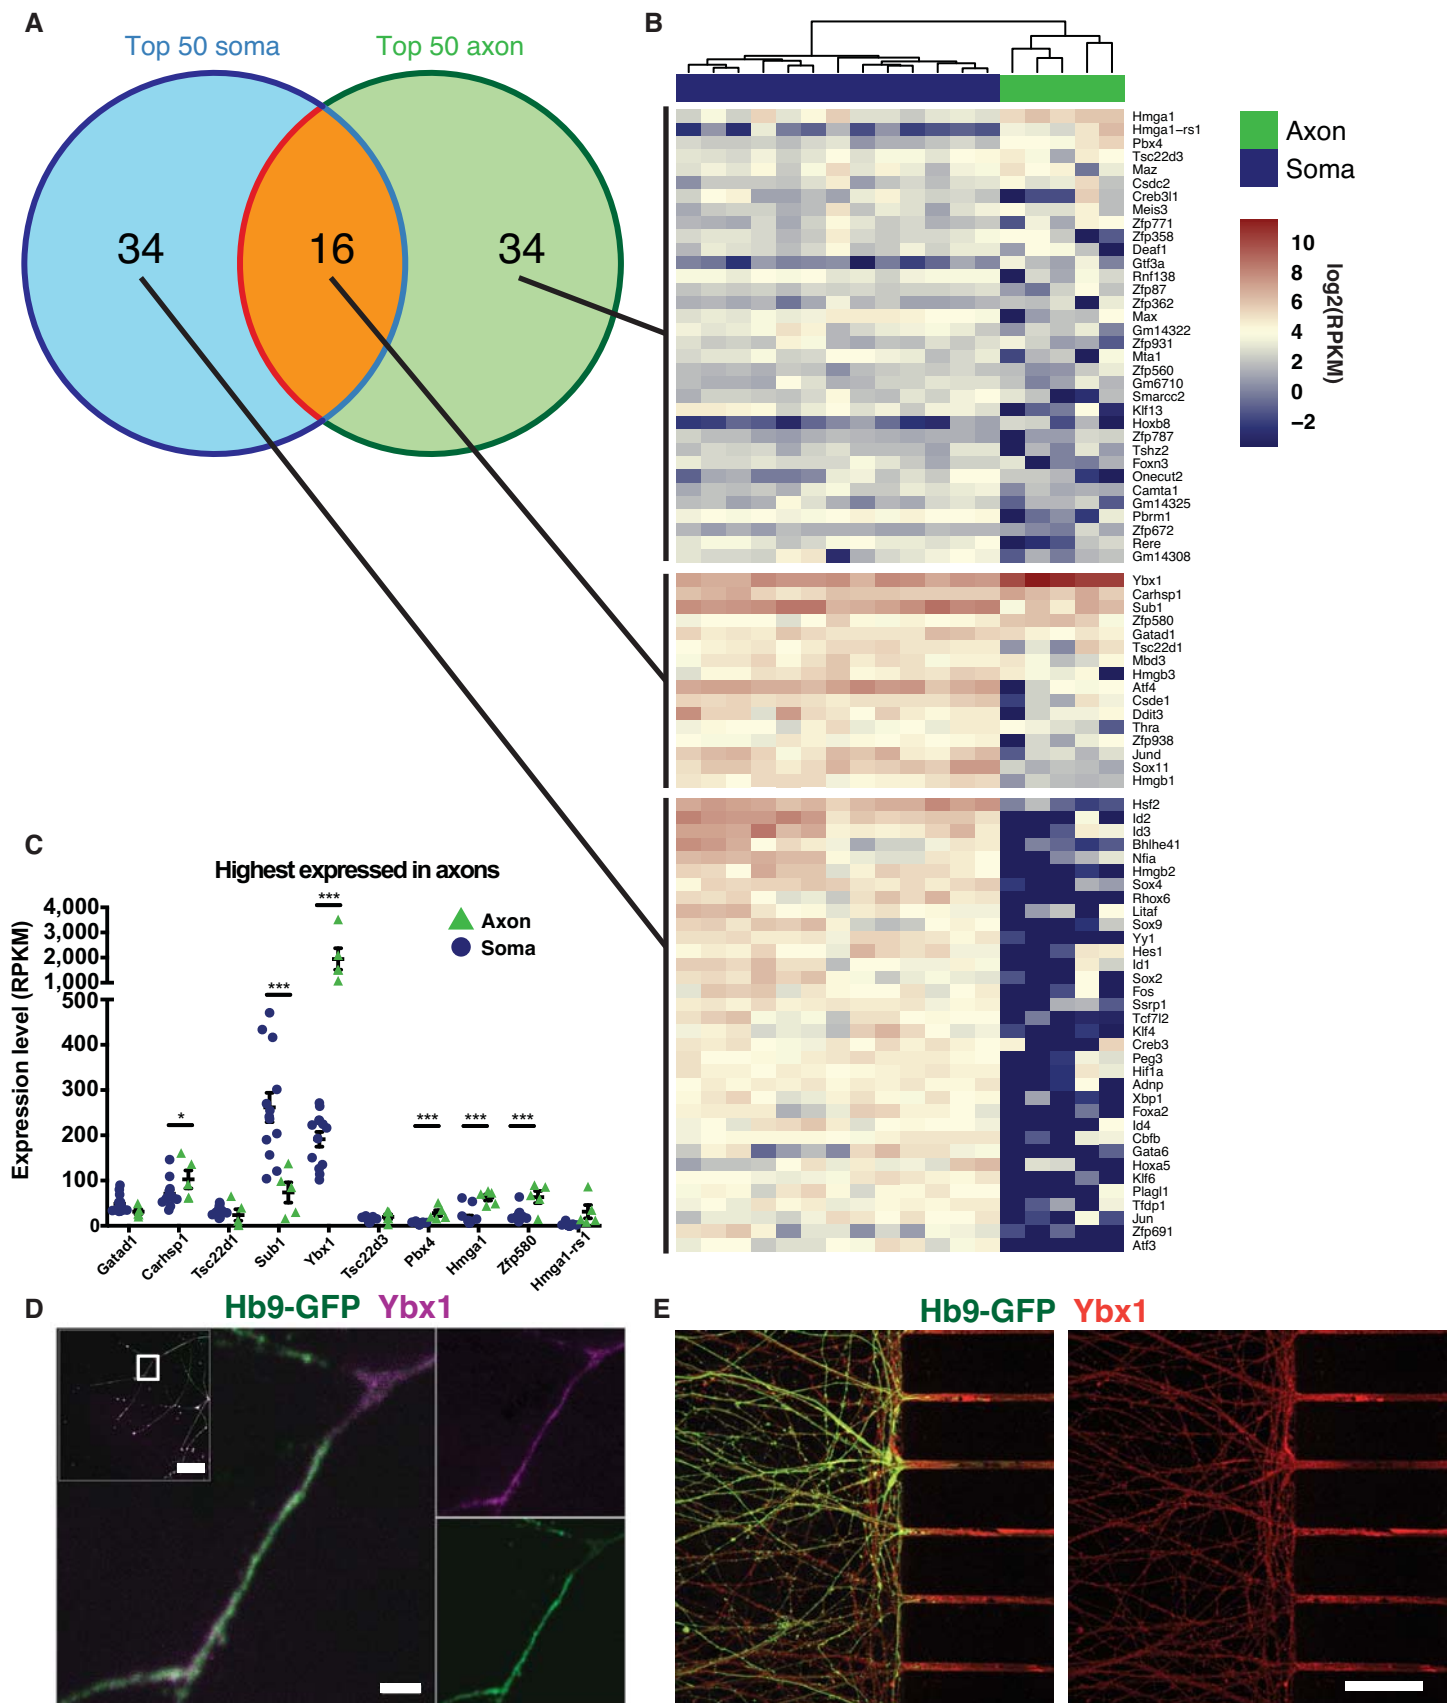 A
Top 50 soma
Top 50 axon
34
16
34
B
Axon
Soma
10
8
6
4
2
0
−2
log2(RPKM)
Hmga1
Hmga1−rs1
Pbx4
Tsc22d3
Maz
Csdc2
Creb3l1
Meis3
Zfp771
Zfp358
Deaf1
Gtf3a
Rnf138
Zfp87
Zfp362
Max
Gm14322
Zfp931
Mta1
Zfp560
Gm6710
Smarcc2
Klf13
Hoxb8
Zfp787
Tshz2
Foxn3
Onecut2
Camta1
Gm14325
Pbrm1
Zfp672
Rere
Gm14308
Ybx1
Carhsp1
Sub1
Zfp580
Gatad1
Tsc22d1
Mbd3
Hmgb3
Atf4
Csde1
Ddit3
Thra
Zfp938
Jund
Sox11
Hmgb1
Hsf2
Id2
Id3
Bhlhe41
Nfia
Hmgb2
Sox4
Rhox6
Litaf
Sox9
Yy1
Hes1
Id1
Sox2
Fos
Ssrp1
Tcf7l2
Klf4
Creb3
Peg3
Hif1a
Adnp
Xbp1
Foxa2
Id4
Cbfb
Gata6
Hoxa5
Klf6
Plagl1
Tfdp1
Jun
Zfp691
Atf3
C
Highest expressed in axons
Expression level (RPKM)
4,000
3,000
2,000
1,000
500
400
300
200
100
0
Axon
Soma
*
***
***
***
***
***
Gatad1
Carhsp1
Tsc22d1
Sub1
Ybx1
Tsc22d3
Pbx4
Hmga1
Zfp580
Hmga1-rs1
D
Hb9-GFP Ybx1
E
Hb9-GFP Ybx1